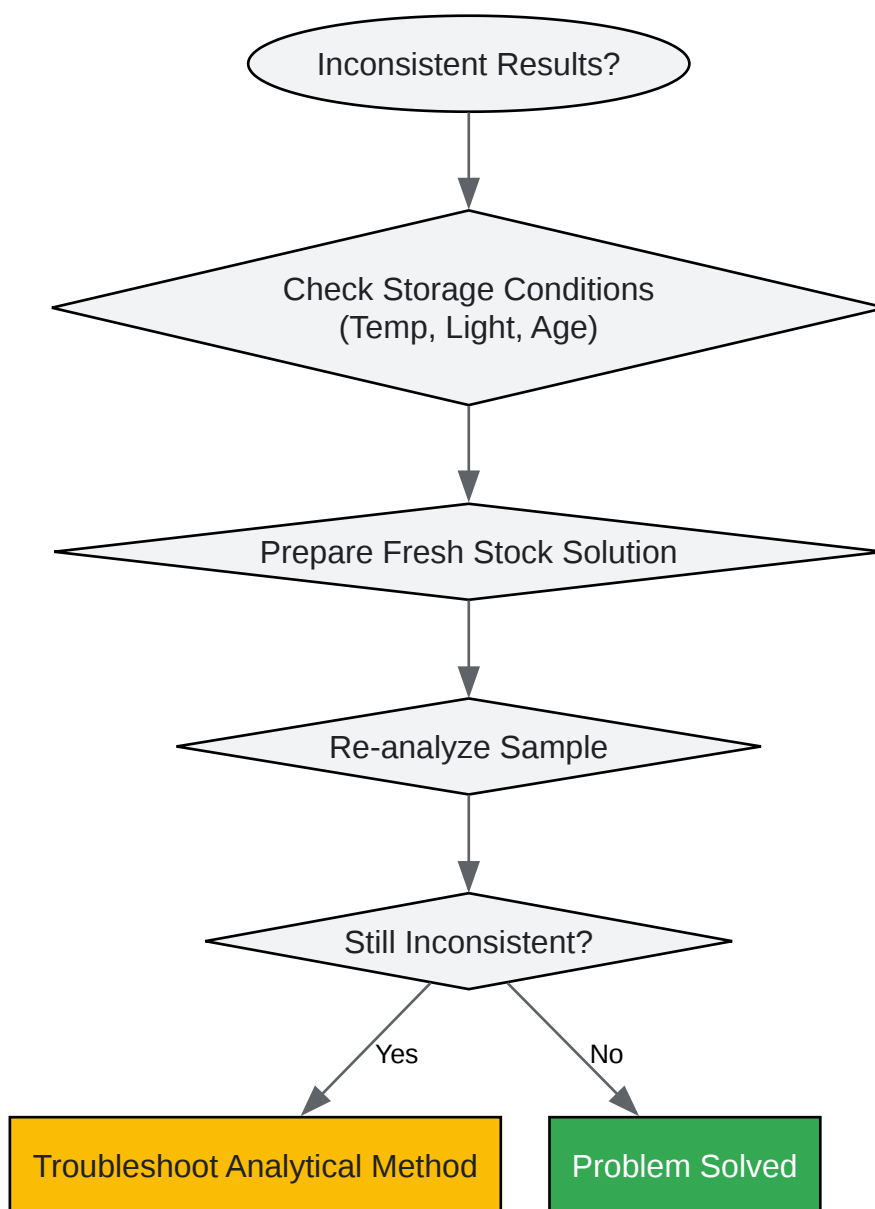 Inconsistent Results?
Check Storage Conditions
(Temp, Light, Age)
Prepare Fresh Stock Solution
Re-analyze Sample
Still Inconsistent?
Yes
No
Troubleshoot Analytical Method
Problem Solved